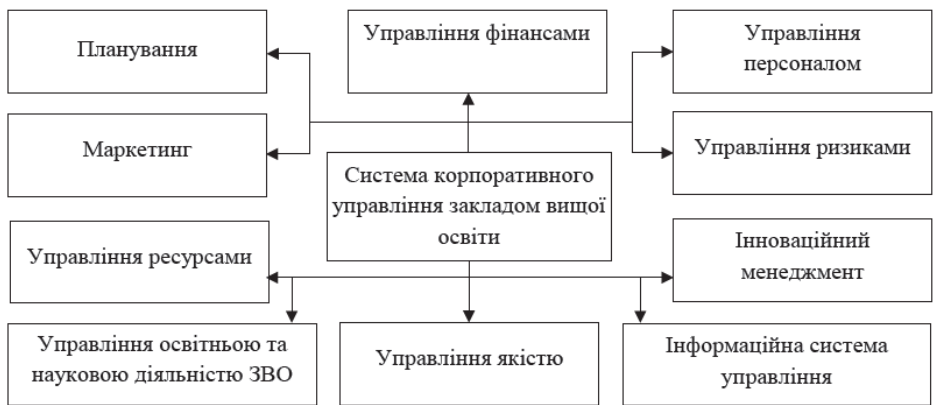 Планування
Управління фінансами
Управління
персоналом
Маркетинг
Управління ризиками
Система корпоративного
управління закладом вищої
освіти
Управління ресурсами
Інноваційний
менеджмент
Управління освітньою та
науковою діяльністю ЗВО
Управління якістю
Інформаційна система
управління